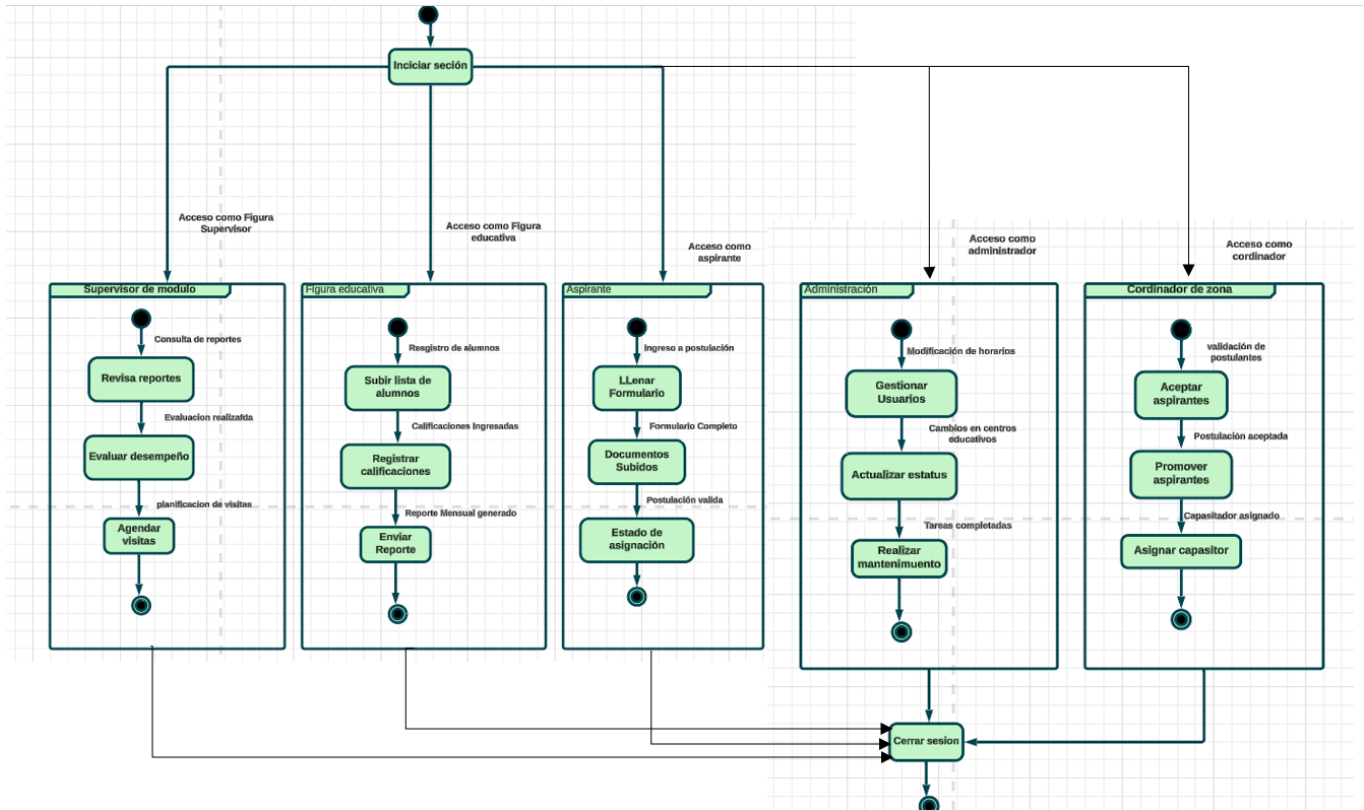 Inciciar seción
Acceso como Figura
Supervisor
Acceso como Figura
educativa
Acceso como
aspirante
Acceso como
administrador
Acceso como
cordinador
Supervisor de modulo
Consulta de reportes
Revisa reportes
Evaluacion realizafda
Evaluar desempeño
planificacion de visitas
Agendar
visitas
Figura educativa
Resgistro de alumnos
Subir lista de
alumnos
Calificaciones Ingresadas
Registrar
calificaciones
Reporte Mensual generado
Enviar
Reporte
Aspirante
Ingreso a postulación
LLenar
Formulario
Formulario Completo
Documentos
Subidos
Postulación valida
Estado de
asignación
Administración
Modificación de horarios
Gestionar
Usuarios
Cambios en centros
educativos
Actualizar estatus
Tareas completadas
Realizar
mantenimuento
Cordinador de zona
validación de
postulantes
Aceptar
aspirantes
Postulación aceptada
Promover
aspirantes
Capasitador asignado
Asignar capasitor
Cerrar sesion